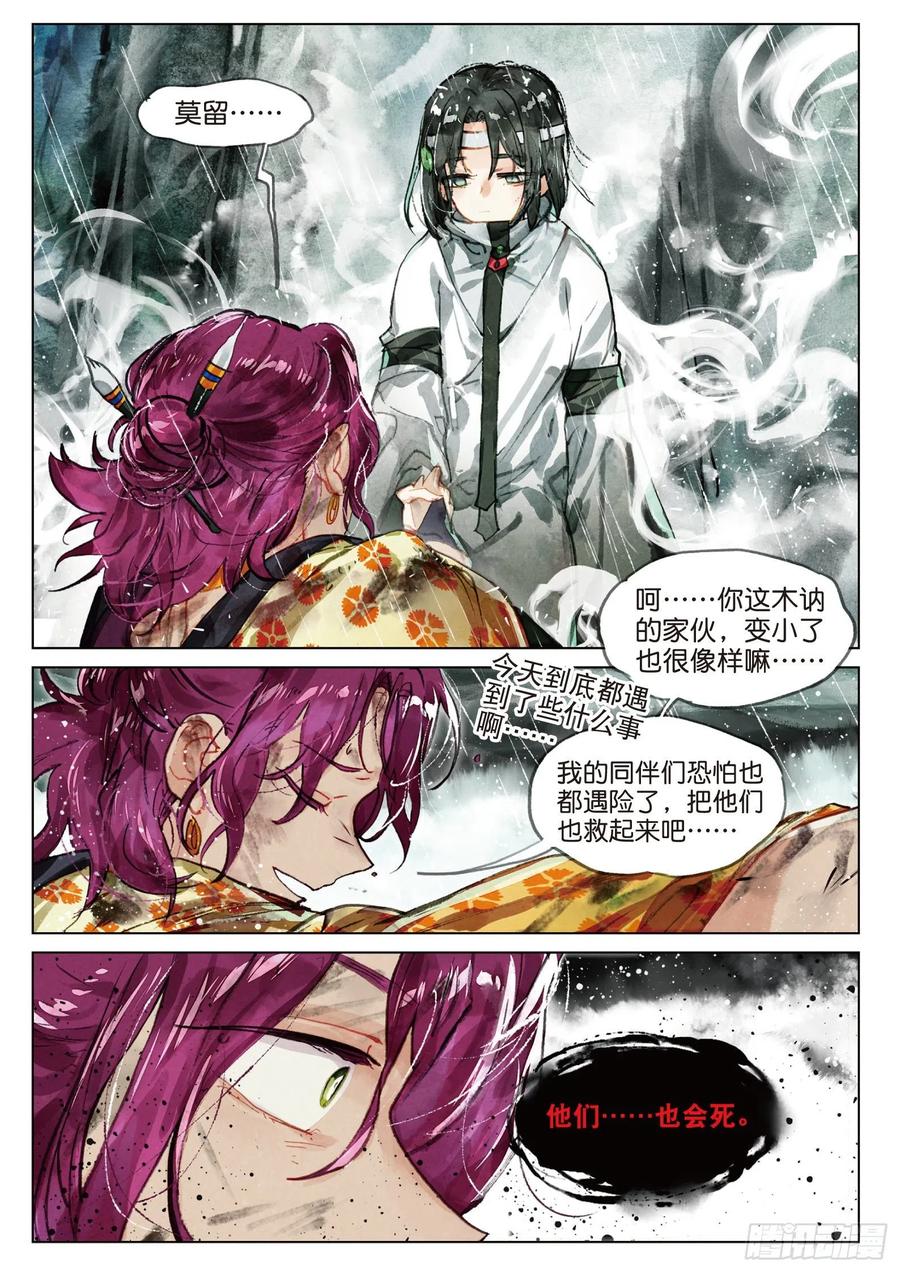 莫留……
呵……你这木讷
的家伙，变小了
也很像样嘛……
今天到底都遇
到了些什么事
啊……
我的同伴们恐怕也
都遇险了，把他们
也救起来吧……
他们……也会死。
腾讯动漫